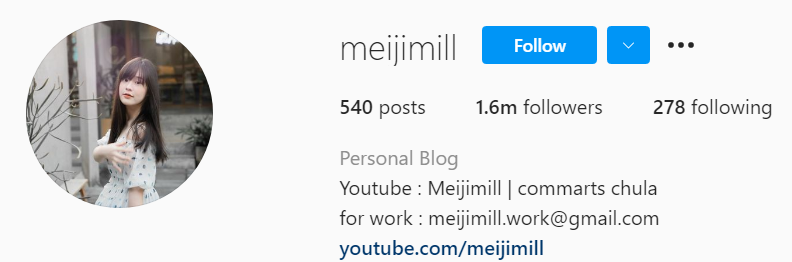 meijimill Follow
540 posts 1.6m followers 278 following
Personal Blog
Youtube : Meijimill | commarts chula
for work : meijimill.work@gmail.com
youtube.com/meijimill